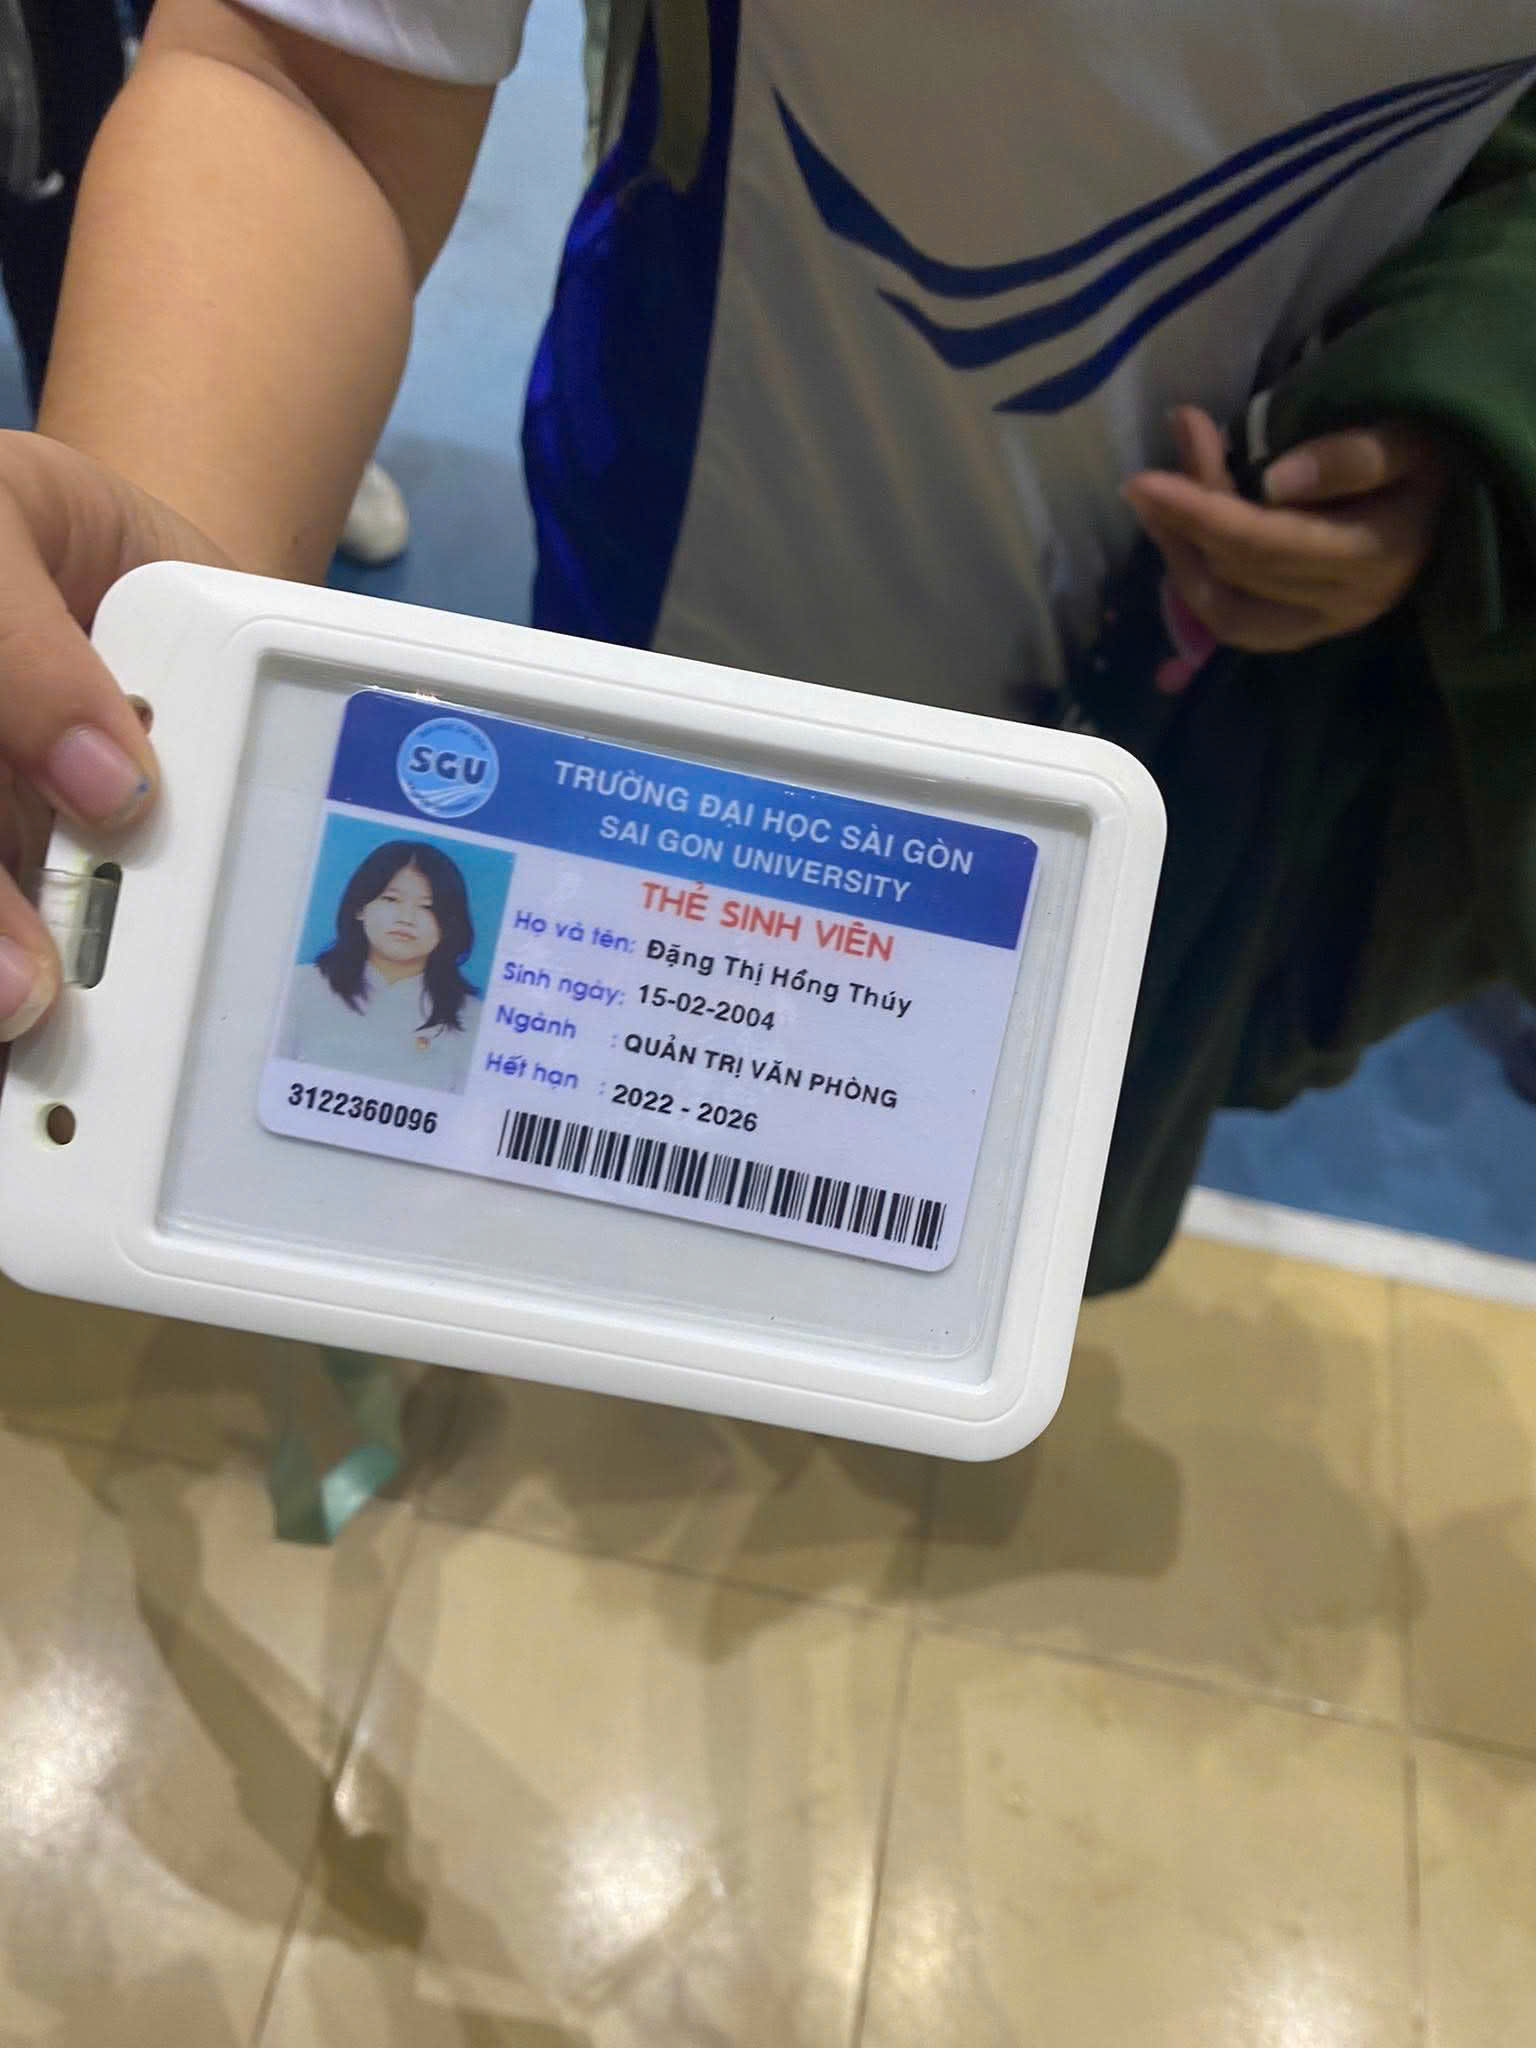 SGU
TRƯỜNG ĐẠI HỌC SÀI GÒN
SAI GON UNIVERSITY
THẺ SINH VIÊN
Họ và tên: Đặng Thị Hồng Thúy
Sinh ngày: 15-02-2004
Ngành : QUẢN TRỊ VĂN PHÒNG
Hết hạn : 2022 - 2026
3122360096